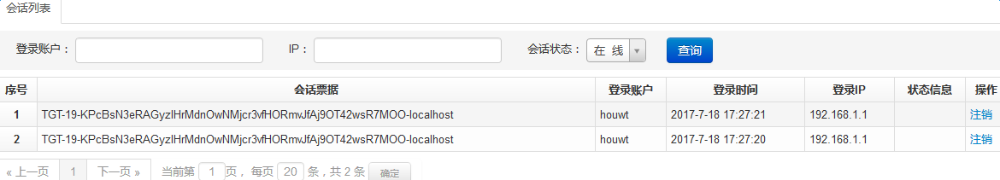 会话列表
登录账户： IP： 会话状态： 在 线 查询
序号 会话票据 登录账户 登录时间 登录IP 状态信息 操作
1 TGT-19-KPcBsN3eRAGyzIHrMdnOwNMjcr3vfHORmvJfAj9OT42wsR7MOO-localhost houwt 2017-7-18 17:27:21 192.168.1.1 注销
2 TGT-19-KPcBsN3eRAGyzIHrMdnOwNMjcr3vfHORmvJfAj9OT42wsR7MOO-localhost houwt 2017-7-18 17:27:20 192.168.1.1 注销
« 上一页 1 下一页 » 当前第 1 页， 每页 20 条，共 2 条 确定